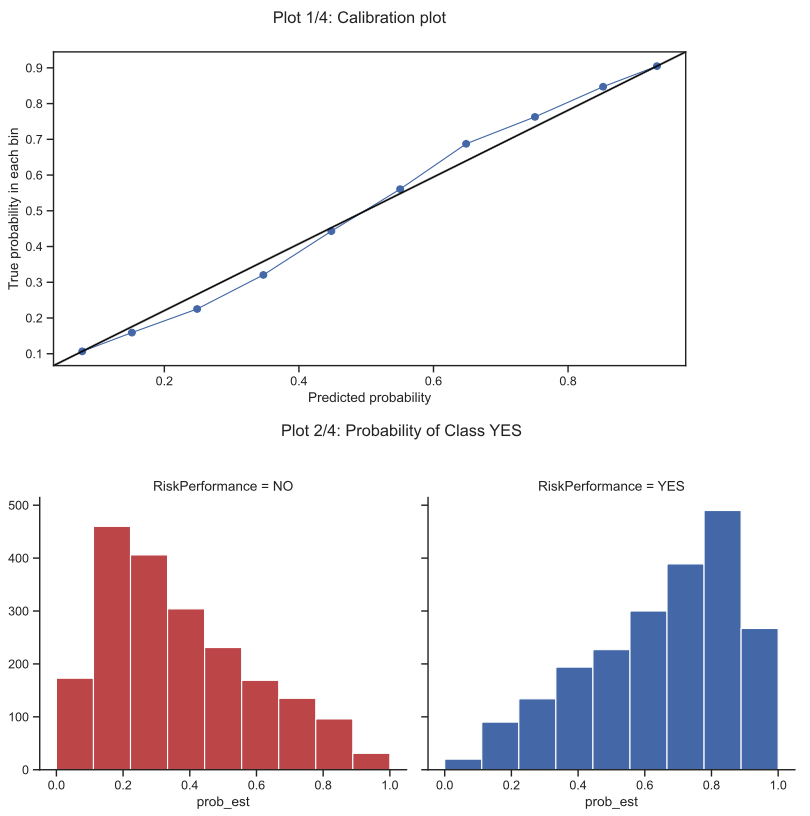 Plot 1/4: Calibration plot
0.9
0.8
0.7
0.6
0.5
0.4
0.3
0.2
0.1
True probability in each bin
0.2 0.4 0.6 0.8
Predicted probability
Plot 2/4: Probability of Class YES
RiskPerformance = NO
RiskPerformance = YES
500
400
300
200
100
0
0.0 0.2 0.4 0.6 0.8 1.0
prob_est
0.0 0.2 0.4 0.6 0.8 1.0
prob_est